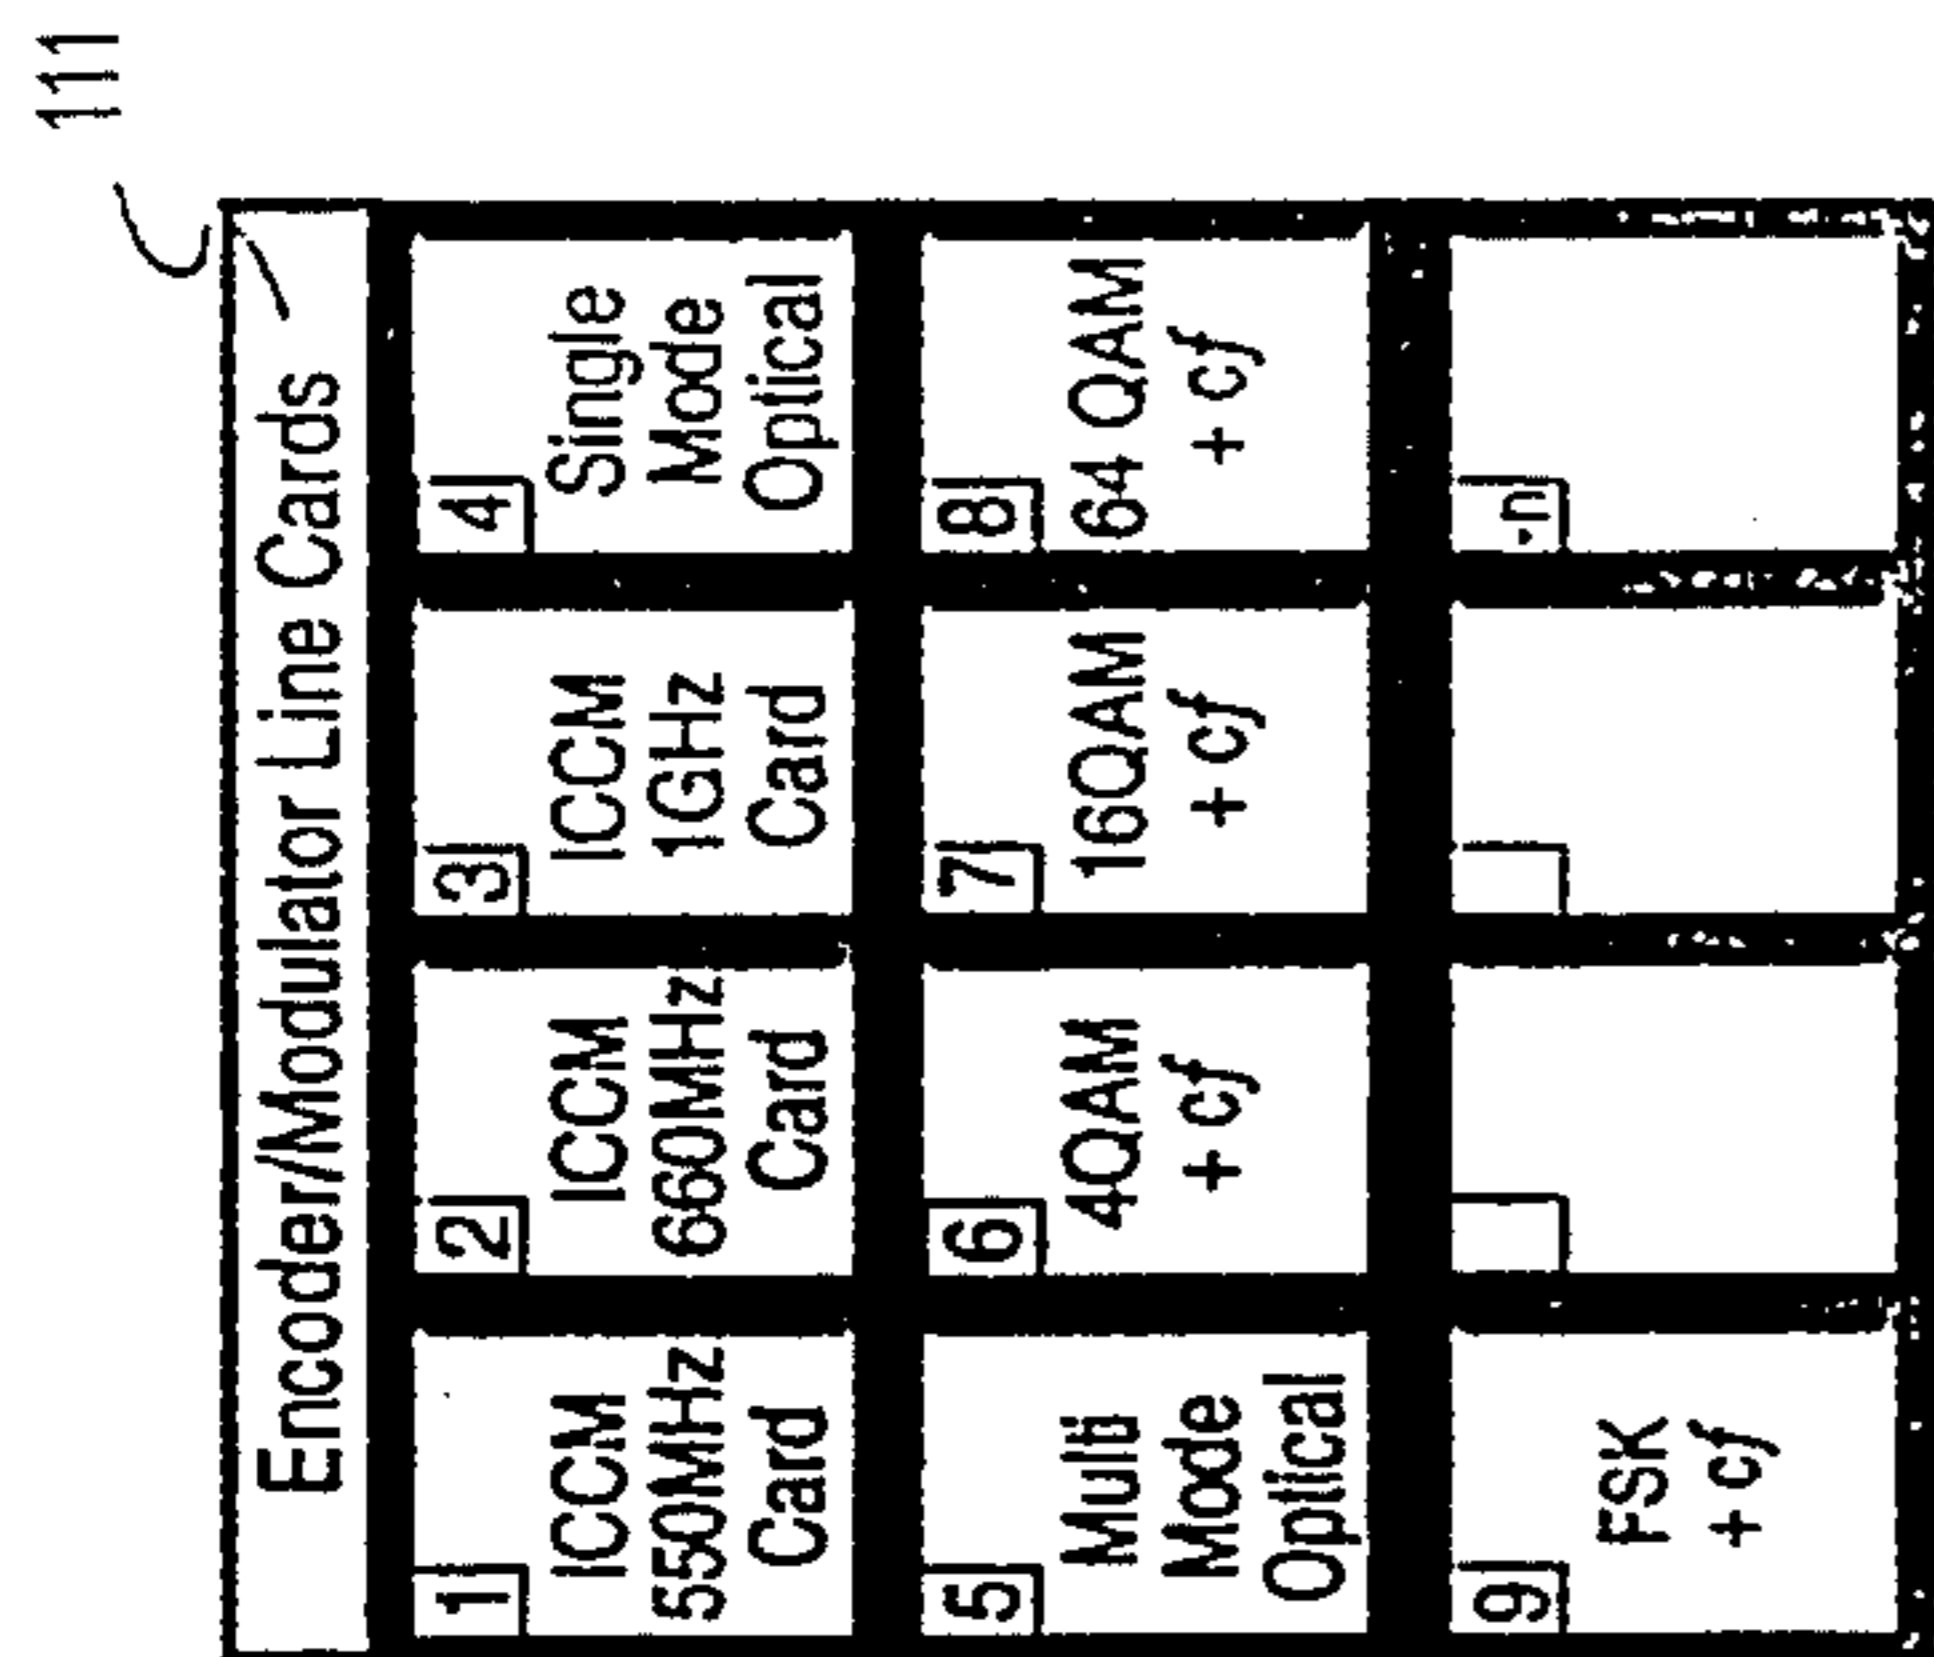 111
Encoder/Modulator Line Cards
1
ICCM
550MHz
Card
2
ICCM
660MHz
Card
3
ICCM
1GHz
Card
4
Single
Mode
Optical
5
Multi
Mode
Optical
6
4QAM
+ cf
7
16QAM
+ cf
8
64 QAM
+ cf
9
FSK
+ cf
n